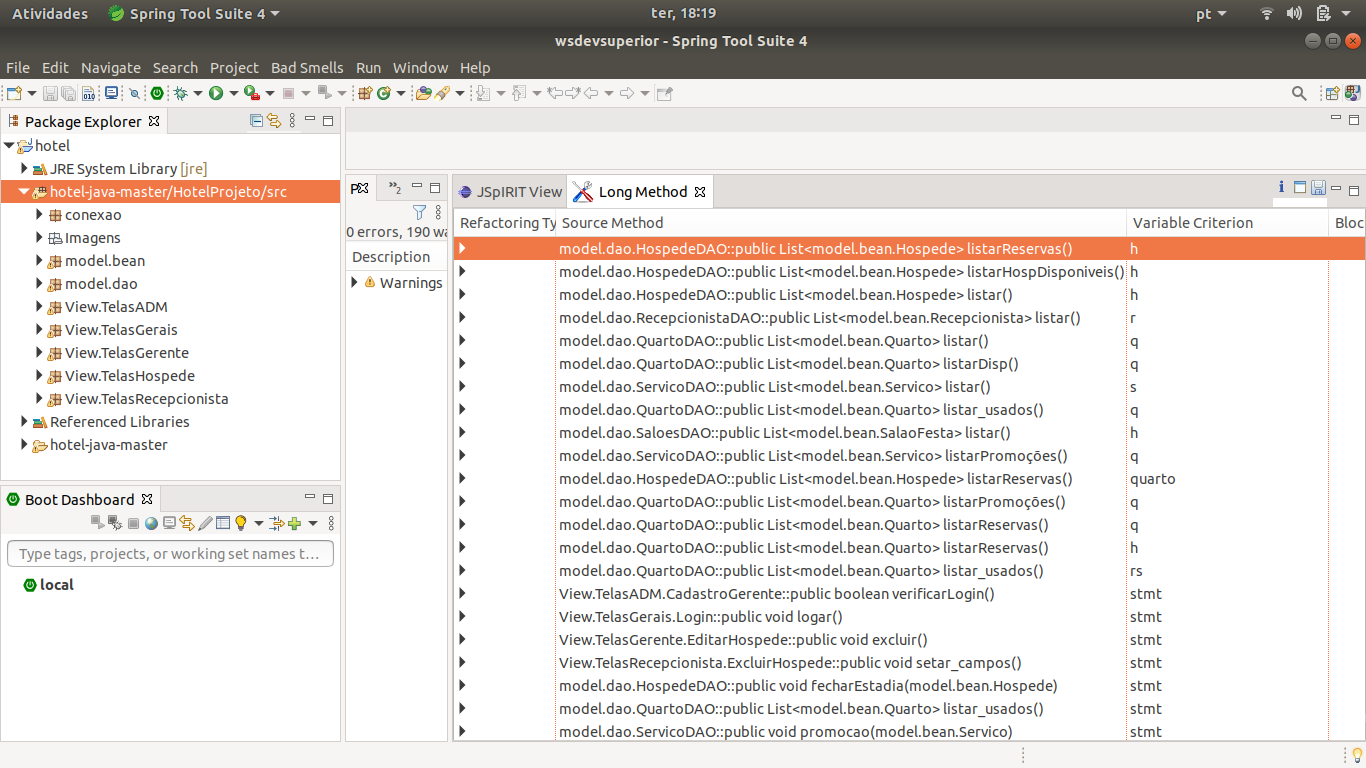 Atividades Spring Tool Suite 4 ter, 18:19 pt
wsdevsuperior - Spring Tool Suite 4
File Edit Navigate Search Project Bad Smells Run Window Help
Package Explorer
hotel
JRE System Library [jre]
hotel-java-master/HotelProjeto/src
conexao
Imagens
model.bean
model.dao
View.TelasADM
View.TelasGerais
View.TelasGerente
View.TelasHospede
View.TelasRecepcionista
Referenced Libraries
hotel-java-master
Boot Dashboard
Type tags, projects, or working set names t…
local
P
»2
0 errors, 190 wa
Description
Warnings
JSpIRIT View Long Method
Refactoring Ty Source Method Variable Criterion Bloc
model.dao.HospedeDAO::public List<model.bean.Hospede> listarReservas() h
model.dao.HospedeDAO::public List<model.bean.Hospede> listarHospDisponiveis() h
model.dao.HospedeDAO::public List<model.bean.Hospede> listar() h
model.dao.RecepcionistaDAO::public List<model.bean.Recepcionista> listar() r
model.dao.QuartoDAO::public List<model.bean.Quarto> listar() q
model.dao.QuartoDAO::public List<model.bean.Quarto> listarDisp() q
model.dao.ServicoDAO::public List<model.bean.Servico> listar() s
model.dao.QuartoDAO::public List<model.bean.Quarto> listar_usados() q
model.dao.SaloesDAO::public List<model.bean.SalaoFesta> listar() h
model.dao.ServicoDAO::public List<model.bean.Servico> listarPromoções() q
model.dao.HospedeDAO::public List<model.bean.Hospede> listarReservas() quarto
model.dao.QuartoDAO::public List<model.bean.Quarto> listarPromoções() q
model.dao.QuartoDAO::public List<model.bean.Quarto> listarReservas() q
model.dao.QuartoDAO::public List<model.bean.Quarto> listarReservas() h
model.dao.QuartoDAO::public List<model.bean.Quarto> listar_usados() rs
View.TelasADM.CadastroGerente::public boolean verificarLogin() stmt
View.TelasGerais.Login::public void logar() stmt
View.TelasGerente.EditarHospede::public void excluir() stmt
View.TelasRecepcionista.ExcluirHospede::public void setar_campos() stmt
model.dao.HospedeDAO::public void fecharEstadia(model.bean.Hospede) stmt
model.dao.QuartoDAO::public List<model.bean.Quarto> listar_usados() stmt
model.dao.ServicoDAO::public void promocao(model.bean.Servico) stmt